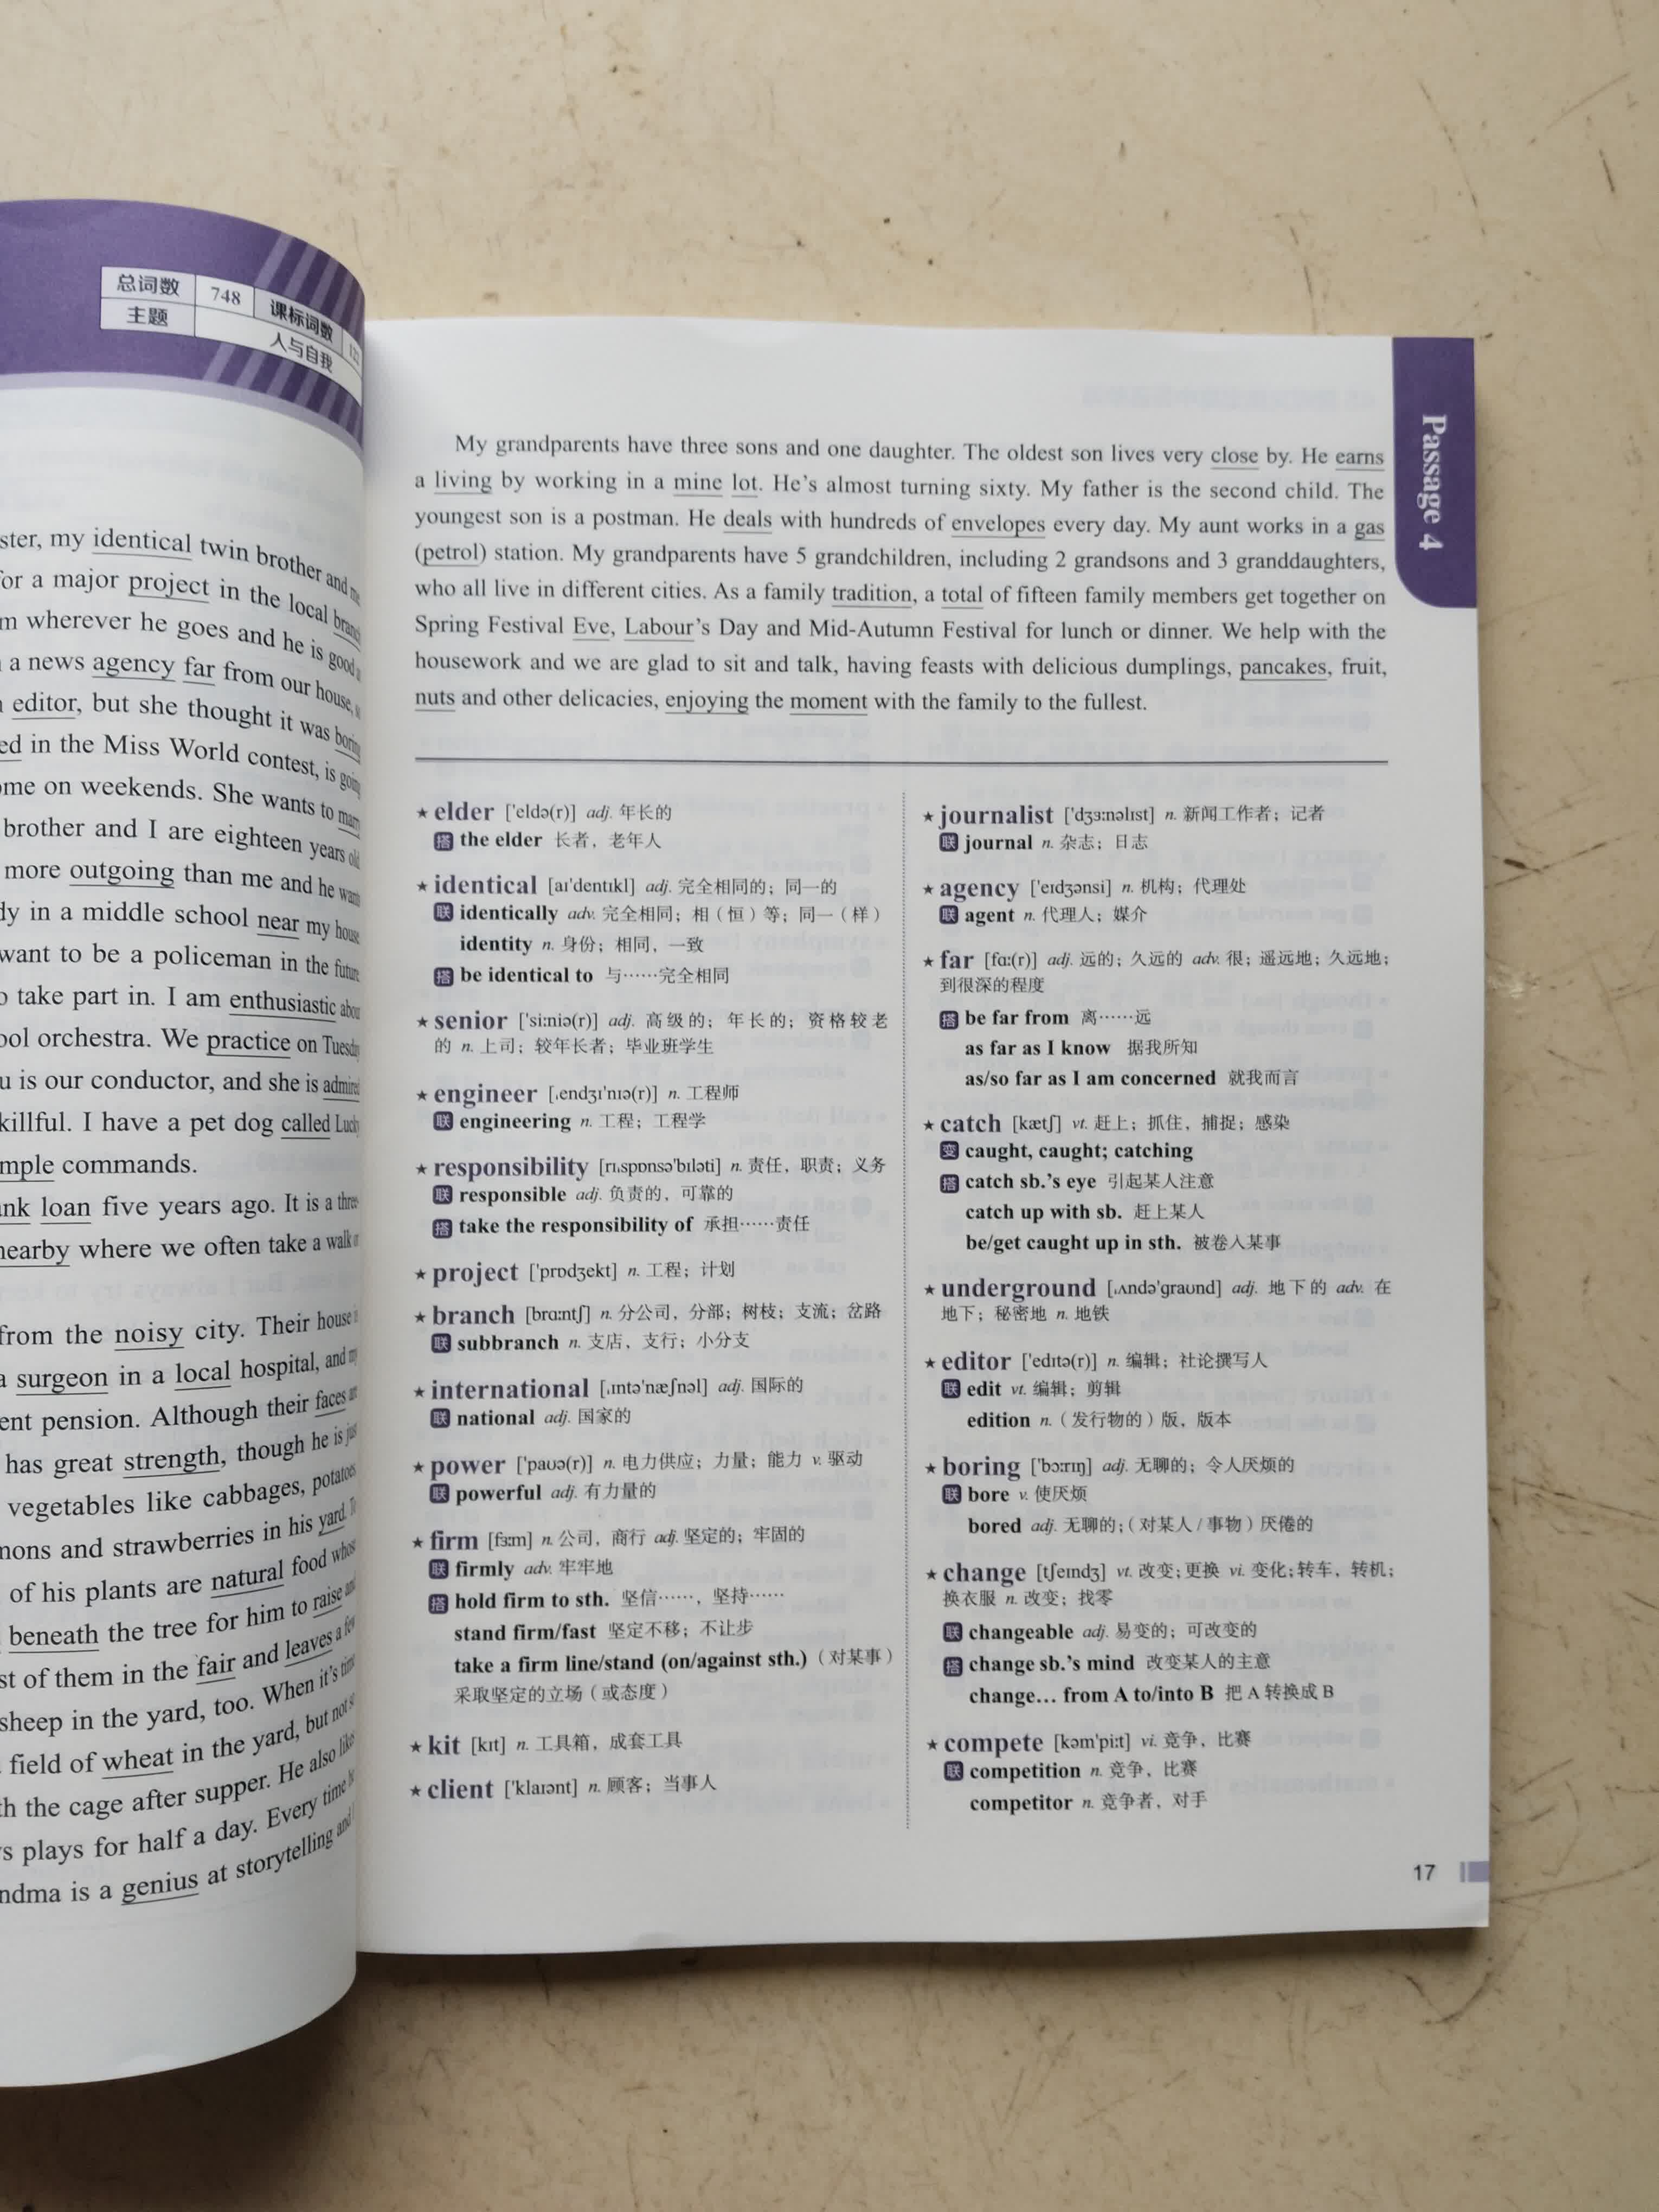 总词数 748 课标词数
主题 人与自我
ster, my identical twin brother and
for a major project in the local
m wherever he goes and he is good
a news agency far from our house,
editor, but she thought it was
ed in the Miss World contest, is
ome on weekends. She wants to
brother and I are eighteen years
more outgoing than me and he
dy in a middle school near my house
want to be a policeman in the future
o take part in. I am enthusiastic
ool orchestra. We practice on
u is our conductor, and she is
killful. I have a pet dog called
mple commands.
ank loan five years ago. It is a
nearby where we often take a walk
from the noisy city. Their house
a surgeon in a local hospital, and
ent pension. Although their faces
has great strength, though he is
vegetables like cabbages, potatoes
mons and strawberries in his yard.
of his plants are natural food
beneath the tree for him to raise
st of them in the fair and leaves a
sheep in the yard, too. When it's time
field of wheat in the yard, but not
th the cage after supper. He also
ys plays for half a day. Every time
ndma is a genius at storytelling and
Passage 4
My grandparents have three sons and one daughter. The oldest son lives very close by. He earns
a living by working in a mine lot. He's almost turning sixty. My father is the second child. The
youngest son is a postman. He deals with hundreds of envelopes every day. My aunt works in a gas
(petrol) station. My grandparents have 5 grandchildren, including 2 grandsons and 3 granddaughters,
who all live in different cities. As a family tradition, a total of fifteen family members get together on
Spring Festival Eve, Labour's Day and Mid-Autumn Festival for lunch or dinner. We help with the
housework and we are glad to sit and talk, having feasts with delicious dumplings, pancakes, fruit,
nuts and other delicacies, enjoying the moment with the family to the fullest.
★ elder ['eldə(r)] adj. 年长的
搭 the elder 长者，老年人
★ identical [aɪ'dentɪkl] adj. 完全相同的；同一的
联 identically adv. 完全相同；相（恒）等；同一（样）
identity n. 身份；相同，一致
搭 be identical to 与……完全相同
★ senior ['siːniə(r)] adj. 高级的；年长的；资格较老
的 n. 上司；较年长者；毕业班学生
★ engineer [ˌendʒɪ'nɪə(r)] n. 工程师
联 engineering n. 工程；工程学
★ responsibility [rɪˌspɒnsə'bɪləti] n. 责任，职责；义务
联 responsible adj. 负责的，可靠的
搭 take the responsibility of 承担……责任
★ project ['prɒdʒekt] n. 工程；计划
★ branch [brɑːntʃ] n. 分公司，分部；树枝；支流；岔路
联 subbranch n. 支店，支行；小分支
★ international [ˌɪntə'næʃnəl] adj. 国际的
联 national adj. 国家的
★ power ['paʊə(r)] n. 电力供应；力量；能力 v. 驱动
联 powerful adj. 有力量的
★ firm [fɜːm] n. 公司，商行 adj. 坚定的；牢固的
联 firmly adv. 牢牢地
搭 hold firm to sth. 坚信……，坚持……
stand firm/fast 坚定不移；不让步
take a firm line/stand (on/against sth.)（对某事）
采取坚定的立场（或态度）
★ kit [kɪt] n. 工具箱，成套工具
★ client ['klaɪənt] n. 顾客；当事人
★ journalist ['dʒɜːnəlɪst] n. 新闻工作者；记者
联 journal n. 杂志；日志
★ agency ['eɪdʒənsi] n. 机构；代理处
联 agent n. 代理人；媒介
★ far [fɑː(r)] adj. 远的；久远的 adv. 很；遥远地；久远地；
到很深的程度
搭 be far from 离……远
as far as I know 据我所知
as/so far as I am concerned 就我而言
★ catch [kætʃ] vt. 赶上；抓住，捕捉；感染
变 caught, caught; catching
搭 catch sb.'s eye 引起某人注意
catch up with sb. 赶上某人
be/get caught up in sth. 被卷入某事
★ underground [ˌʌndə'graʊnd] adj. 地下的 adv. 在
地下；秘密地 n. 地铁
★ editor ['edɪtə(r)] n. 编辑；社论撰写人
联 edit vt. 编辑；剪辑
edition n.（发行物的）版，版本
★ boring ['bɔːrɪŋ] adj. 无聊的；令人厌烦的
联 bore v. 使厌烦
bored adj. 无聊的；（对某人/事物）厌倦的
★ change [tʃeɪndʒ] vt. 改变；更换 vi. 变化；转车，转机；
换衣服 n. 改变；找零
联 changeable adj. 易变的；可改变的
搭 change sb.'s mind 改变某人的主意
change… from A to/into B 把 A 转换成 B
★ compete [kəm'piːt] vi. 竞争，比赛
联 competition n. 竞争，比赛
competitor n. 竞争者，对手
17